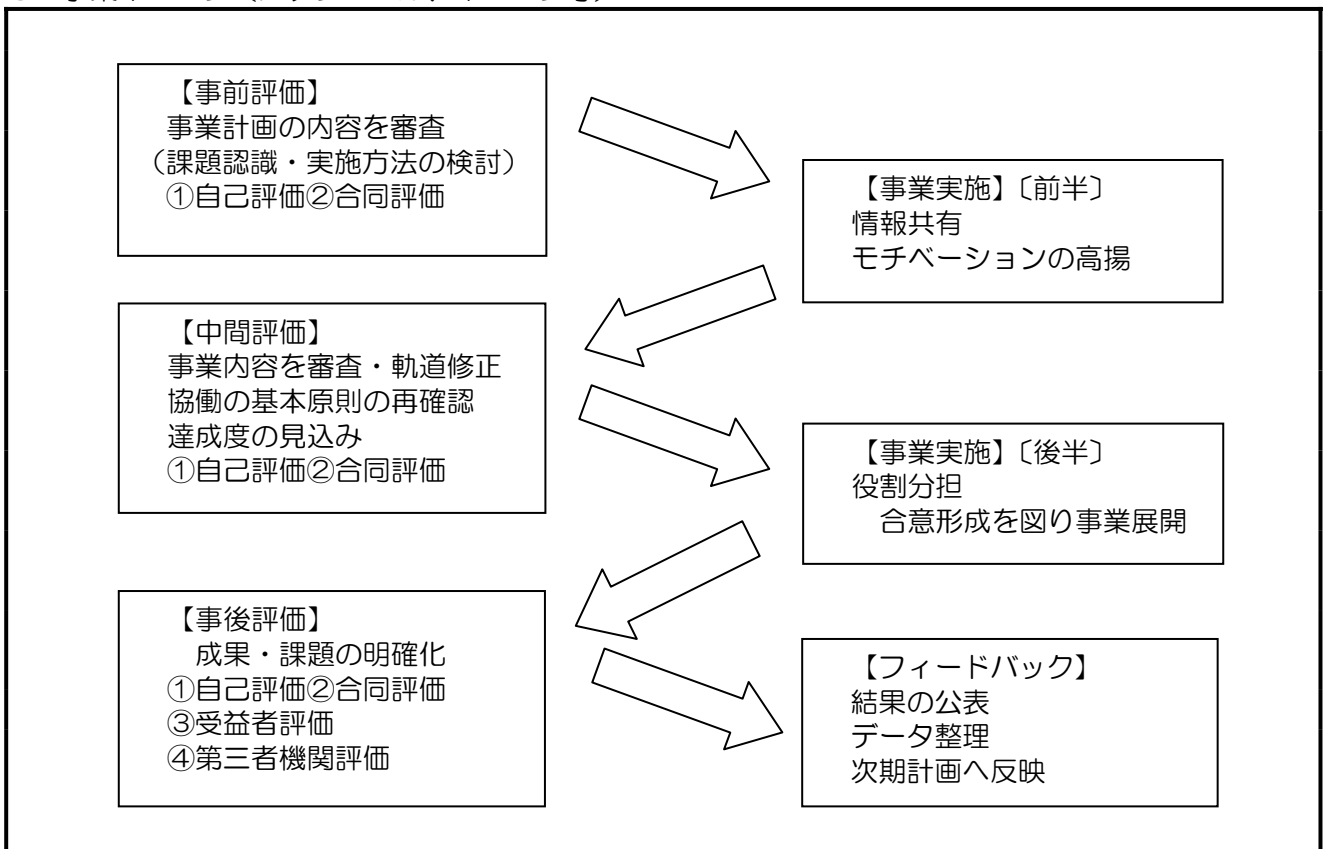 【事前評価】
事業計画の内容を審査
(課題認識・実施方法の検討)
①自己評価②合同評価
【事業実施】〔前半〕
情報共有
モチベーションの高揚
【中間評価】
事業内容を審査・軌道修正
協働の基本原則の再確認
達成度の見込み
①自己評価②合同評価
【事業実施】〔後半〕
役割分担
合意形成を図り事業展開
【事後評価】
成果・課題の明確化
①自己評価②合同評価
③受益者評価
④第三者機関評価
【フィードバック】
結果の公表
データ整理
次期計画へ反映